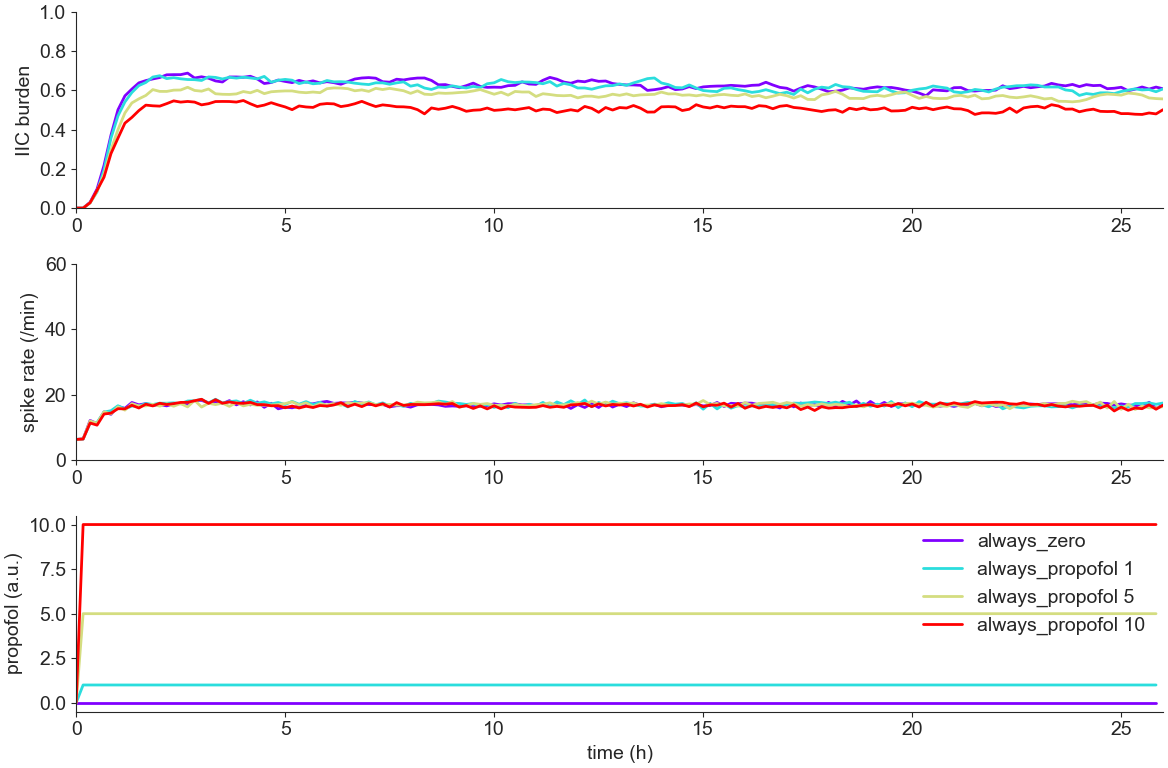 1.0
0.8
0.6
0.4
0.2
0.0
IIC burden
0 5 10 15 20 25
60
40
20
0
spike rate (/min)
0 5 10 15 20 25
10.0
7.5
5.0
2.5
0.0
propofol (a.u.)
always_zero
always_propofol 1
always_propofol 5
always_propofol 10
0 5 10 15 20 25
time (h)